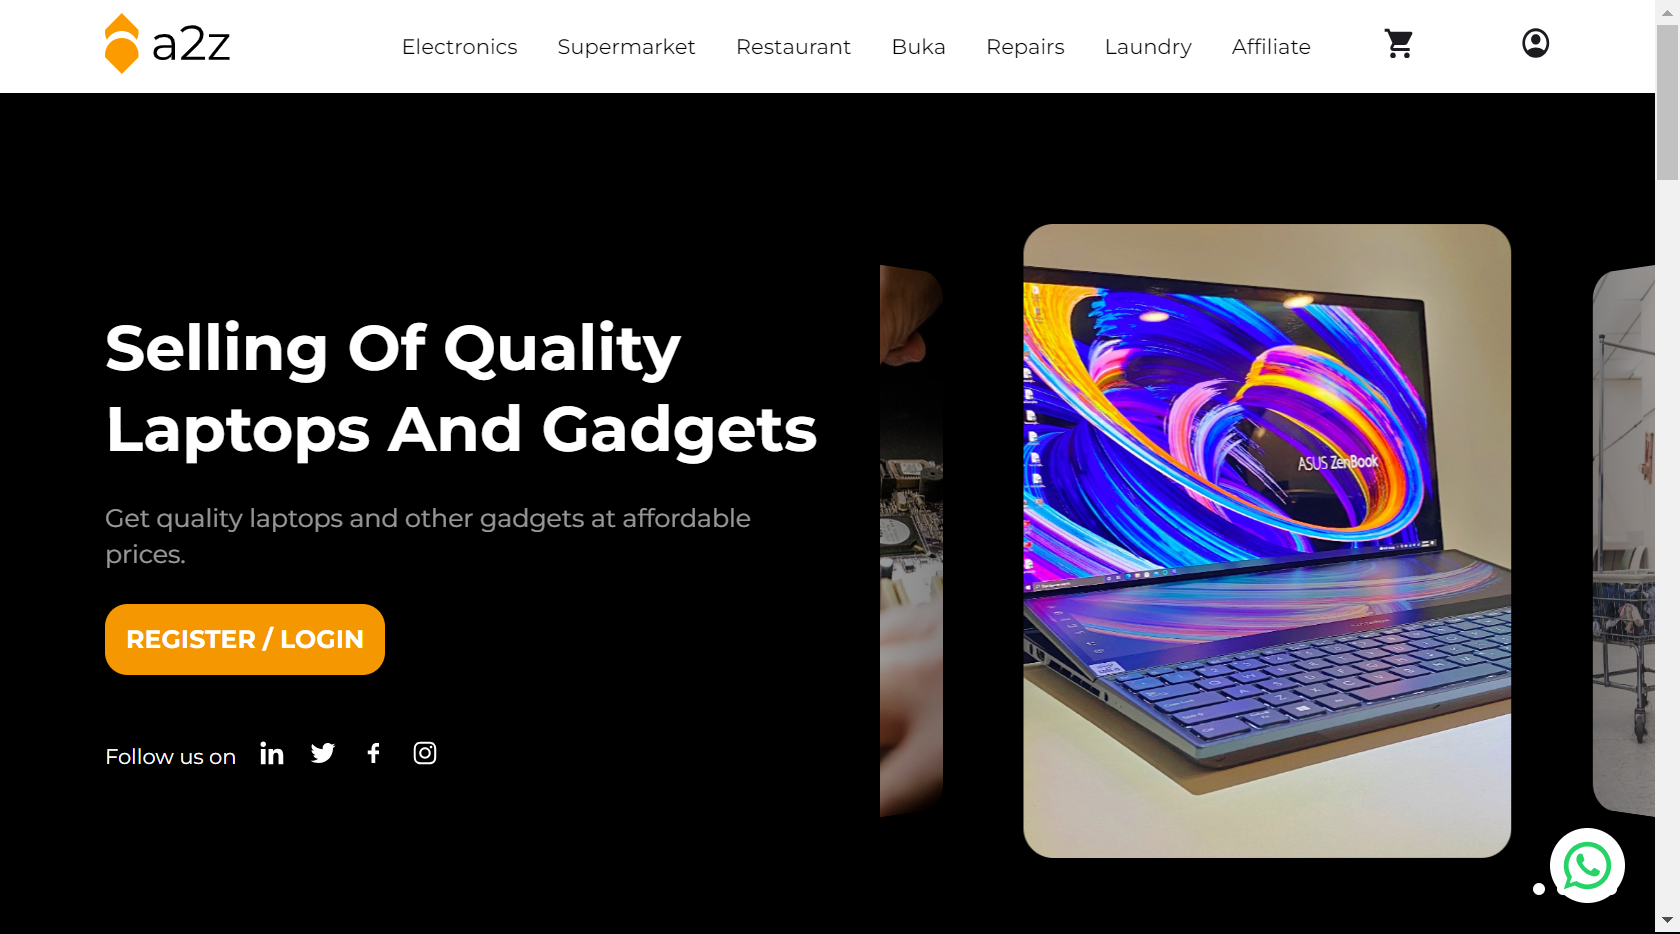 a2z
Electronics
Supermarket
Restaurant
Buka
Repairs
Laundry
Affiliate
Selling Of Quality
Laptops And Gadgets
Get quality laptops and other gadgets at affordable
prices.
REGISTER / LOGIN
Follow us on
ASUS ZenBook